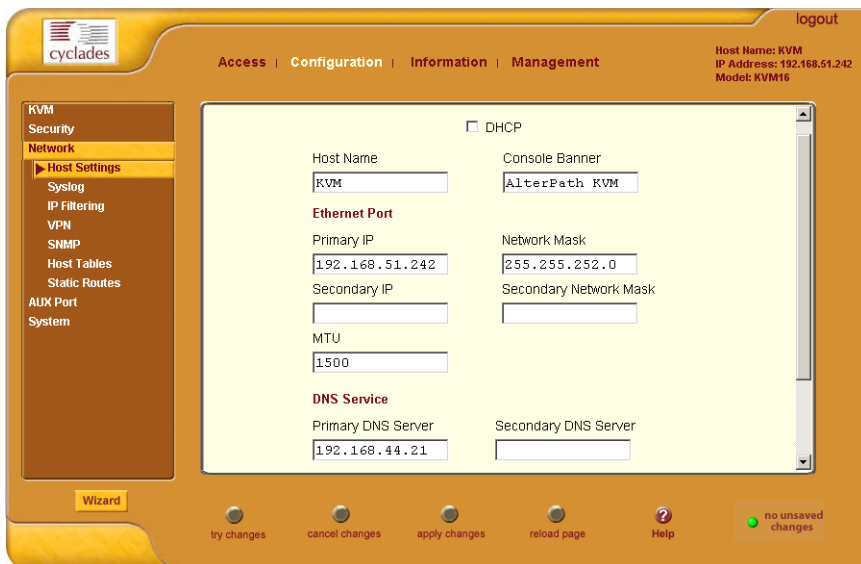 logout
cyclades
Access | Configuration | Information | Management
Host Name: KVM
IP Address: 192.168.51.242
Model: KVM16
KVM
Security
Network
Host Settings
Syslog
IP Filtering
VPN
SNMP
Host Tables
Static Routes
AUX Port
System
DHCP
Host Name Console Banner
KVM AlterPath KVM
Ethernet Port
Primary IP Network Mask
192.168.51.242 255.255.252.0
Secondary IP Secondary Network Mask
MTU
1500
DNS Service
Primary DNS Server Secondary DNS Server
192.168.44.21
Wizard
try changes cancel changes apply changes reload page ? Help
no unsaved
changes